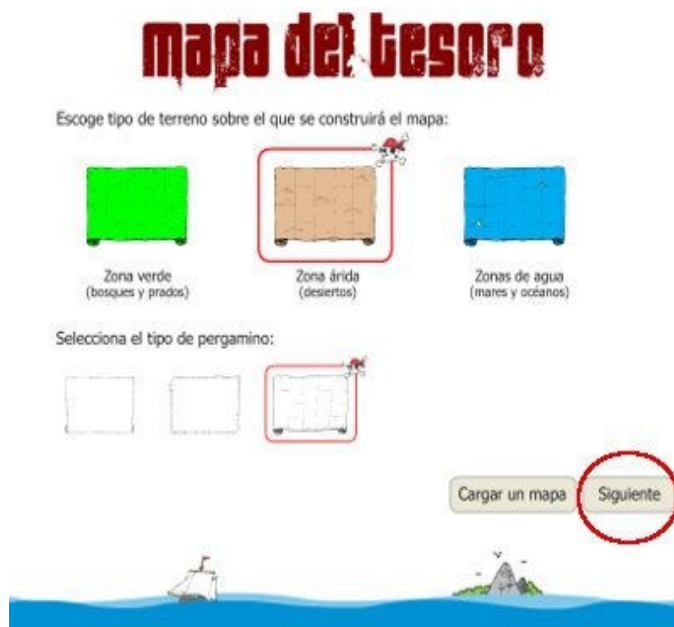 mapa del tesoro
Escoge tipo de terreno sobre el que se construirá el mapa:
Zona verde
(bosques y prados)
Zona árida
(desiertos)
Zonas de agua
(mares y océanos)
Selecciona el tipo de pergamino:
Cargar un mapa
Siguiente